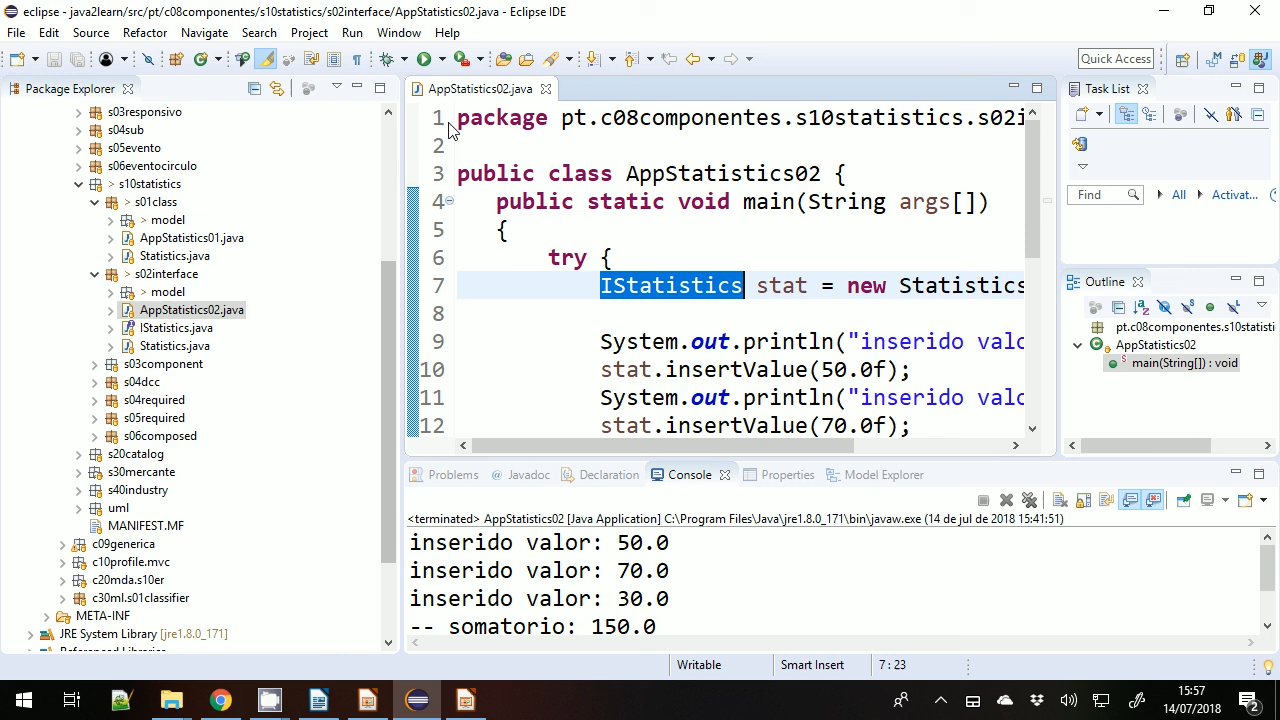 eclipse - java2learn/src/pt/c08componentes/s10statistics/s02interface/AppStatistics02.java - Eclipse IDE
File Edit Source Refactor Navigate Search Project Run Window Help
Quick Access
Package Explorer
s03responsivo
s04sub
s05evento
s06eventocirculo
> s10statistics
> s01class
> model
AppStatistics01.java
Statistics.java
> s02interface
> model
AppStatistics02.java
IStatistics.java
Statistics.java
s03component
s04dcc
s04required
s05required
s06composed
s20catalog
s30mercante
s40industry
uml
MANIFEST.MF
c09generica
c10profile.mvc
c20mda.s10er
c30ml.s01classifier
META-INF
JRE System Library [jre1.8.0_171]
AppStatistics02.java
1 package pt.c08componentes.s10statistics.s02i
2
3 public class AppStatistics02 {
4 public static void main(String args[])
5 {
6 try {
7 IStatistics stat = new Statistics
8
9 System.out.println("inserido valo
10 stat.insertValue(50.0f);
11 System.out.println("inserido valo
12 stat.insertValue(70.0f);
Task List
Find All Activat...
Outline
pt.c08componentes.s10statisti
AppStatistics02
main(String[]) : void
Problems @ Javadoc Declaration Console Properties Model Explorer
<terminated> AppStatistics02 [Java Application] C:\Program Files\Java\jre1.8.0_171\bin\javaw.exe (14 de jul de 2018 15:41:51)
inserido valor: 50.0
inserido valor: 70.0
inserido valor: 30.0
-- somatorio: 150.0
Writable Smart Insert 7 : 23
15:57
14/07/2018
2